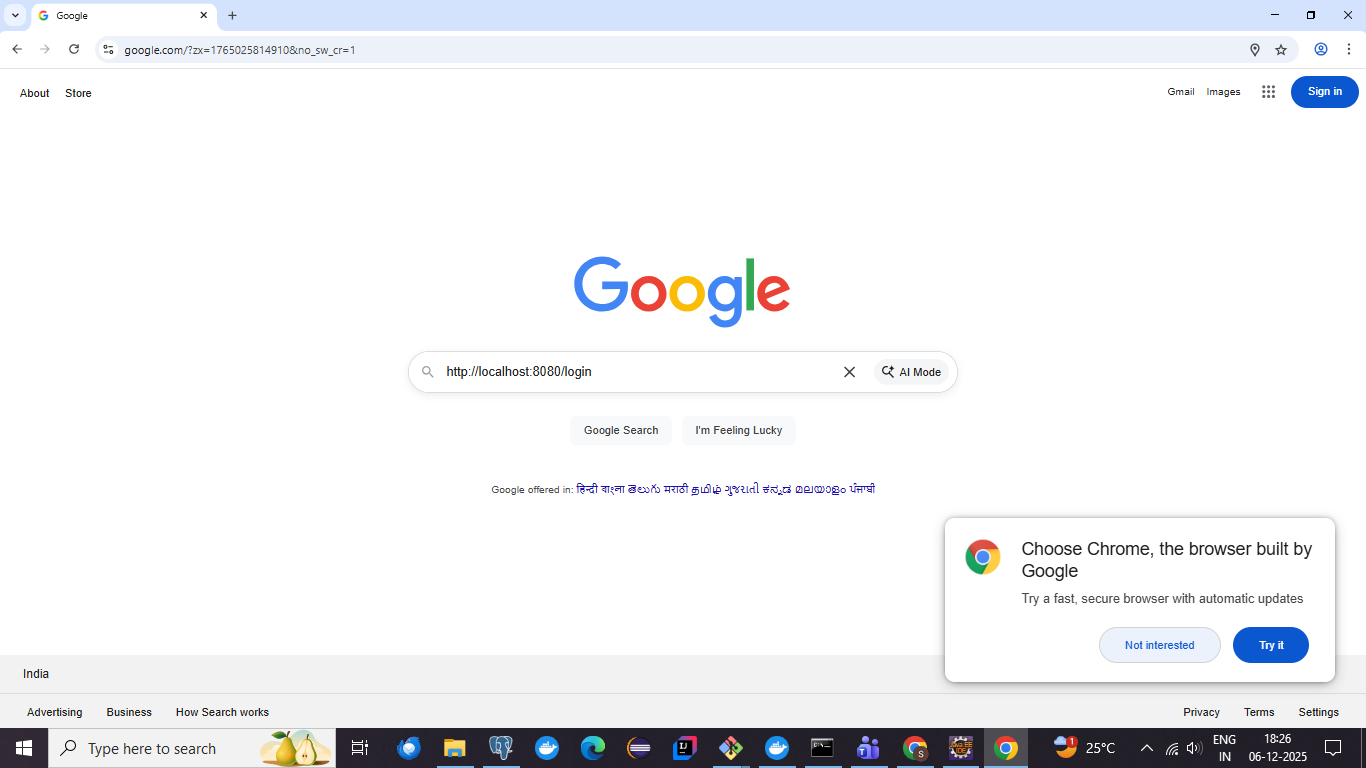 Google
google.com/?zx=1765025814910&no_sw_cr=1
About Store
Gmail Images Sign in
Google
http://localhost:8080/login
AI Mode
Google Search I'm Feeling Lucky
Google offered in: हिन्दी বাংলা తెలుగు मराठी தமிழ் ગુજરાતી ಕನ್ನಡ മലയാളം ਪੰਜਾਬੀ
Choose Chrome, the browser built by
Google
Try a fast, secure browser with automatic updates
Not interested Try it
India
Advertising Business How Search works
Privacy Terms Settings
Type here to search
1
25°C
ENG
IN
18:26
06-12-2025